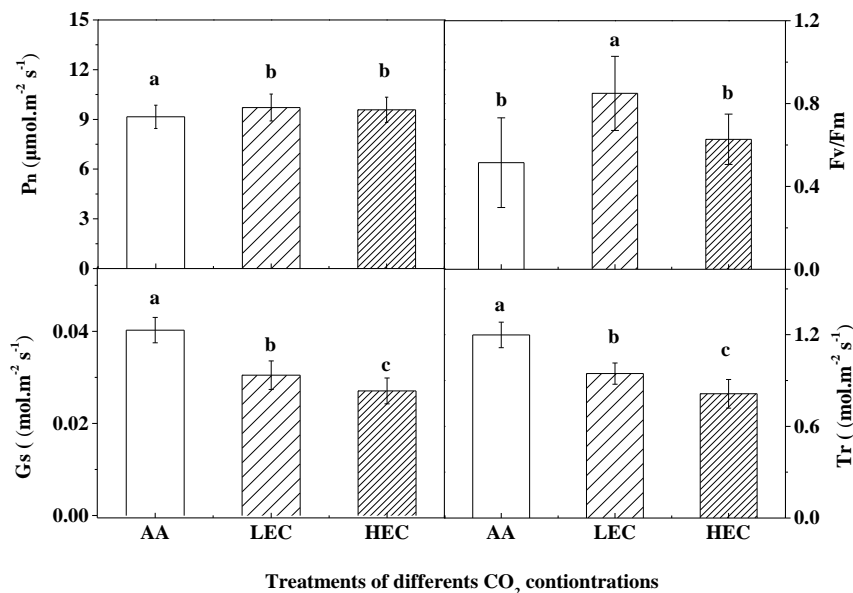 15
12
9
6
3
0
Pn (µmol.m⁻² s⁻¹)
a
b
b
b
a
b
1.2
0.8
0.4
0.0
Fv/Fm
0.04
0.02
0.00
Gs ( (mol.m⁻² s⁻¹)
a
b
c
a
b
c
1.2
0.6
0.0
Tr ( (mol.m⁻² s⁻¹)
AA LEC HEC AA LEC HEC
Treatments of differents CO₂ contiontrations